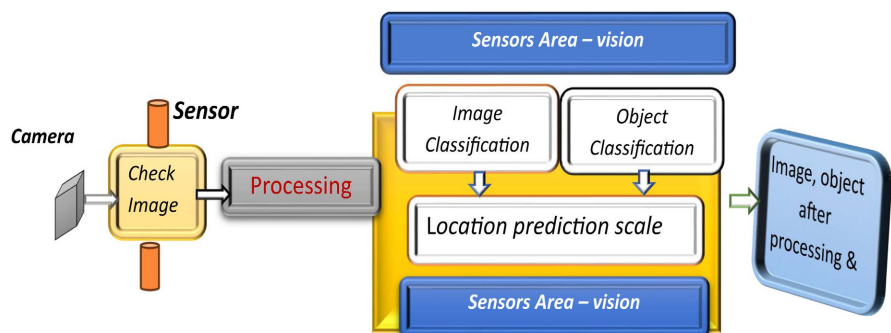 Camera
Sensor
Check
Image
Processing
Sensors Area – vision
Image
Classification
Object
Classification
Location prediction scale
Sensors Area – vision
Image, object
after
processing &